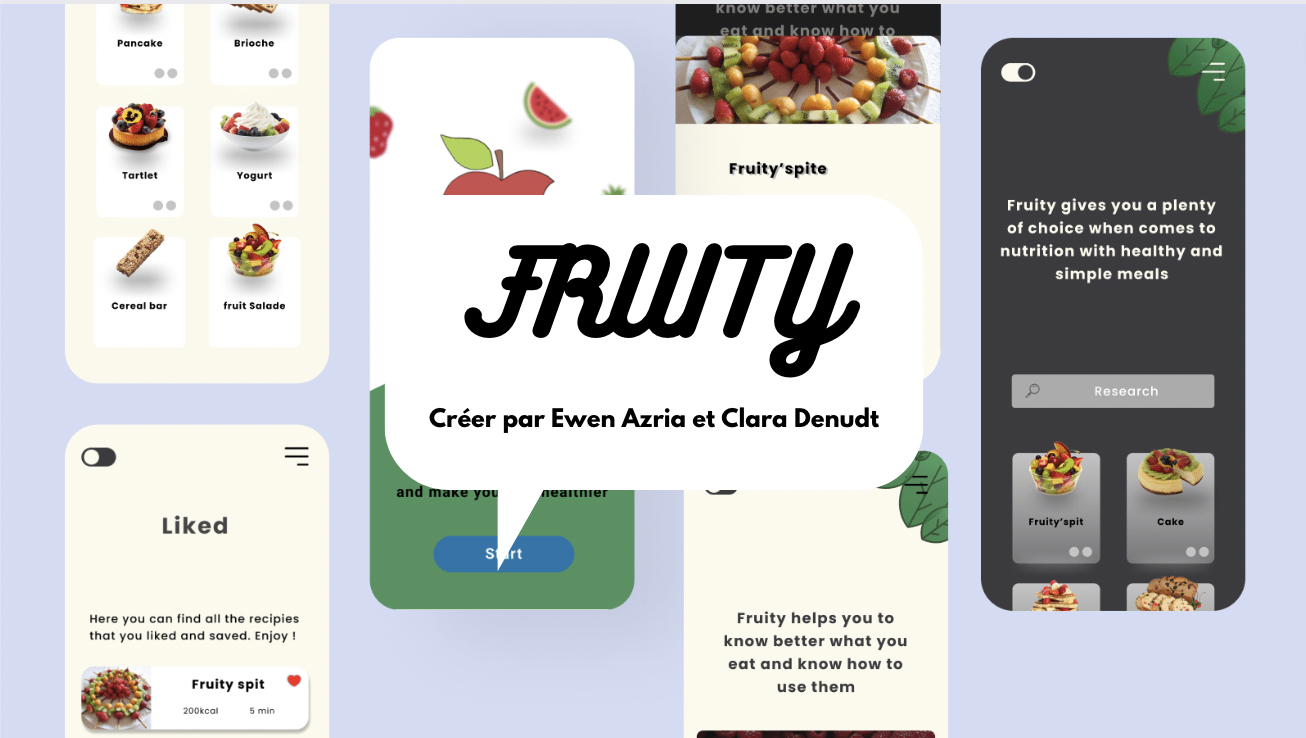 Pancake
Brioche
Tartlet
Yogurt
Cereal bar
fruit Salade
Liked
Here you can find all the recipies
that you liked and saved. Enjoy !
Fruity spit
200kcal
5 min
FRUITY
Créer par Ewen Azria et Clara Denudt
and make you healthier
Start
know better what you
eat and know how to
Fruity’spite
Fruity helps you to
know better what you
eat and know how to
use them
Fruity gives you a plenty
of choice when comes to
nutrition with healthy and
simple meals
Research
Fruity’spit
Cake